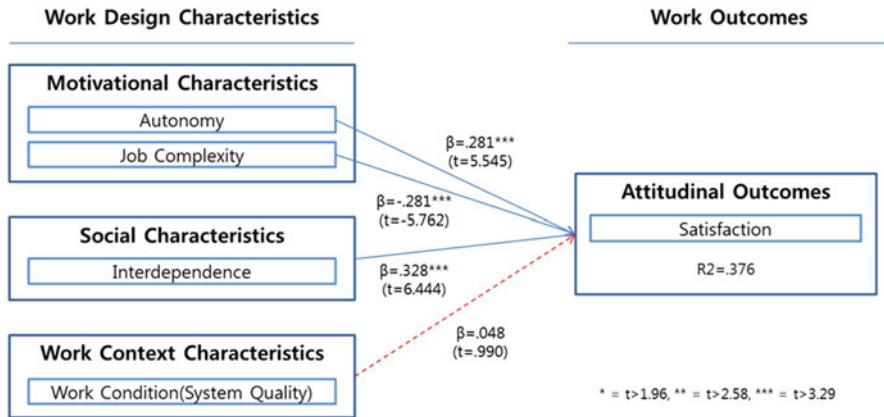 Work Design Characteristics
Work Outcomes
Motivational Characteristics
Autonomy
Job Complexity
β=.281***
(t=5.545)
β=-.281***
(t=-5.762)
Social Characteristics
Interdependence
β=.328***
(t=6.444)
Attitudinal Outcomes
Satisfaction
R2=.376
Work Context Characteristics
Work Condition(System Quality)
β=.048
(t=.990)
* = t>1.96, ** = t>2.58, *** = t>3.29